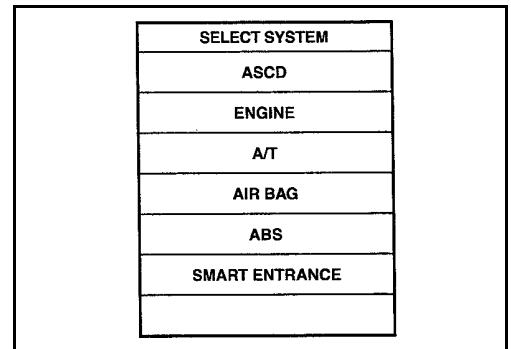 SELECT SYSTEM
ASCD
ENGINE
A/T
AIR BAG
ABS
SMART ENTRANCE